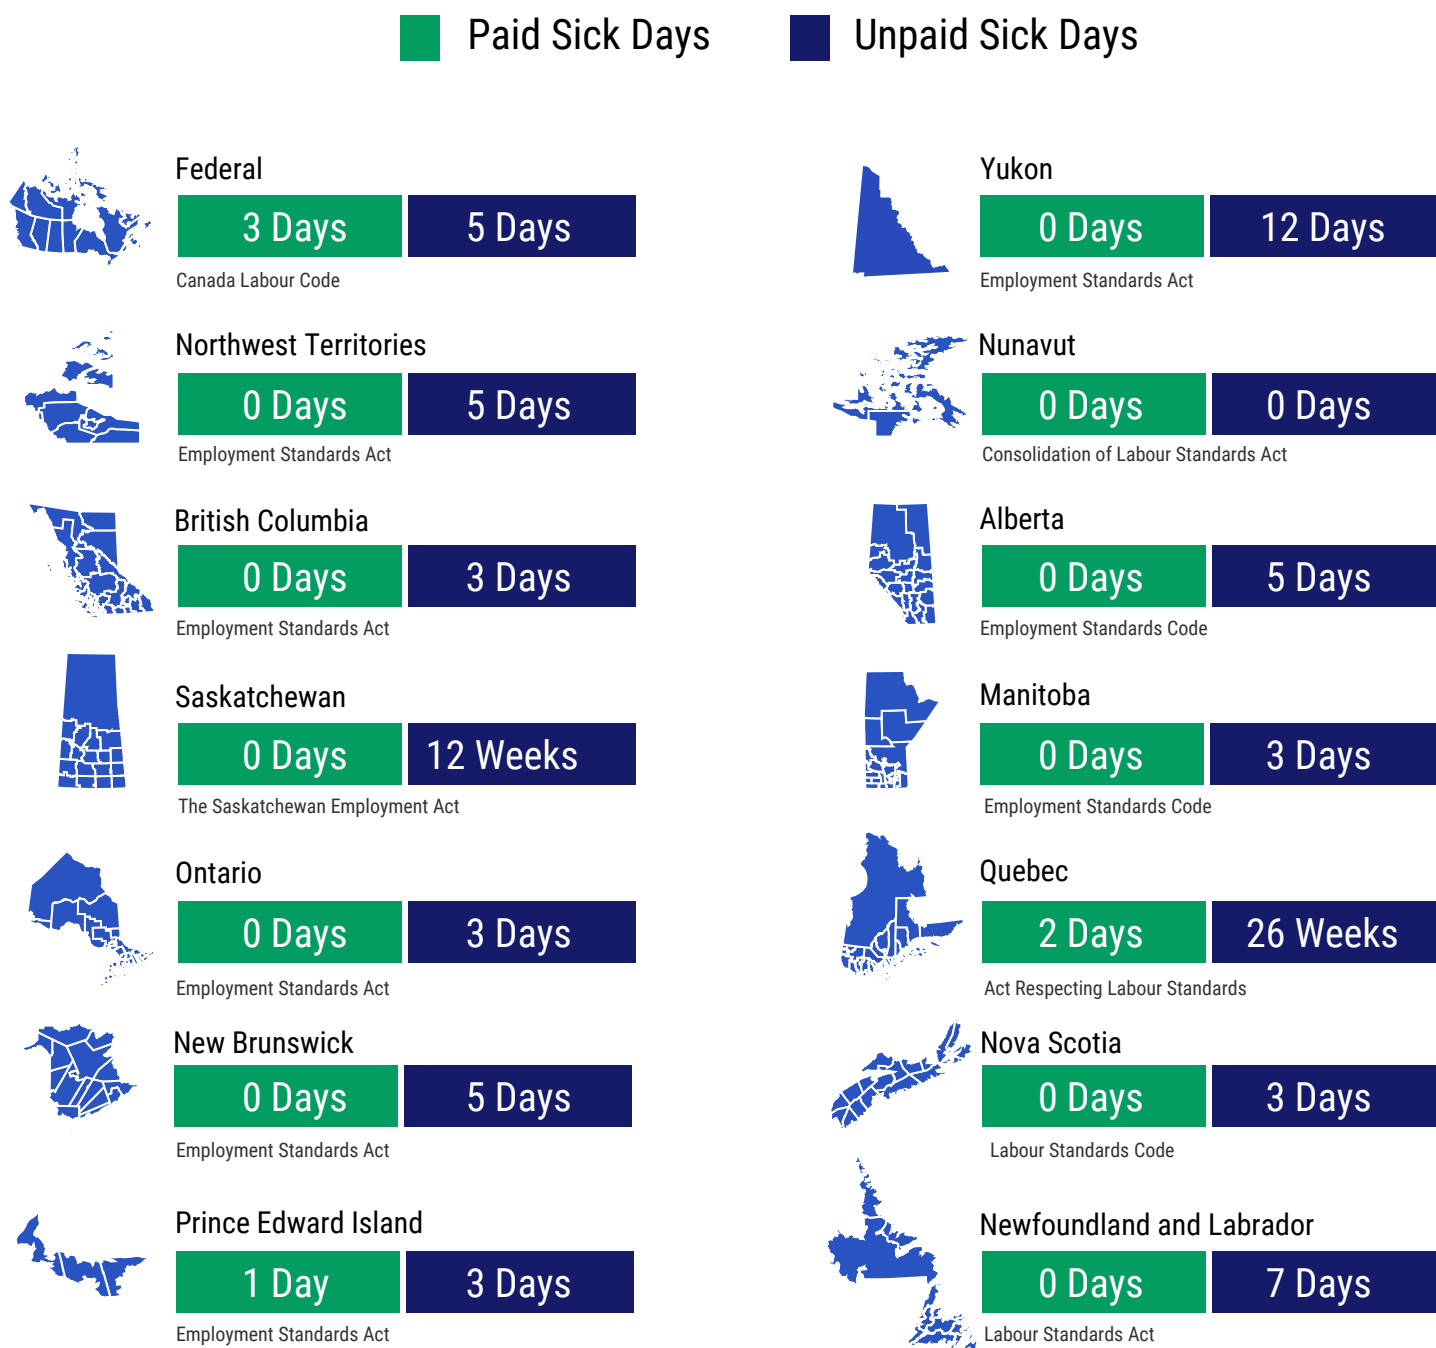 Paid Sick Days
Unpaid Sick Days
Federal
3 Days
5 Days
Canada Labour Code
Yukon
0 Days
12 Days
Employment Standards Act
Northwest Territories
0 Days
5 Days
Employment Standards Act
Nunavut
0 Days
0 Days
Consolidation of Labour Standards Act
British Columbia
0 Days
3 Days
Employment Standards Act
Alberta
0 Days
5 Days
Employment Standards Code
Saskatchewan
0 Days
12 Weeks
The Saskatchewan Employment Act
Manitoba
0 Days
3 Days
Employment Standards Code
Ontario
0 Days
3 Days
Employment Standards Act
Quebec
2 Days
26 Weeks
Act Respecting Labour Standards
New Brunswick
0 Days
5 Days
Employment Standards Act
Nova Scotia
0 Days
3 Days
Labour Standards Code
Prince Edward Island
1 Day
3 Days
Employment Standards Act
Newfoundland and Labrador
0 Days
7 Days
Labour Standards Act